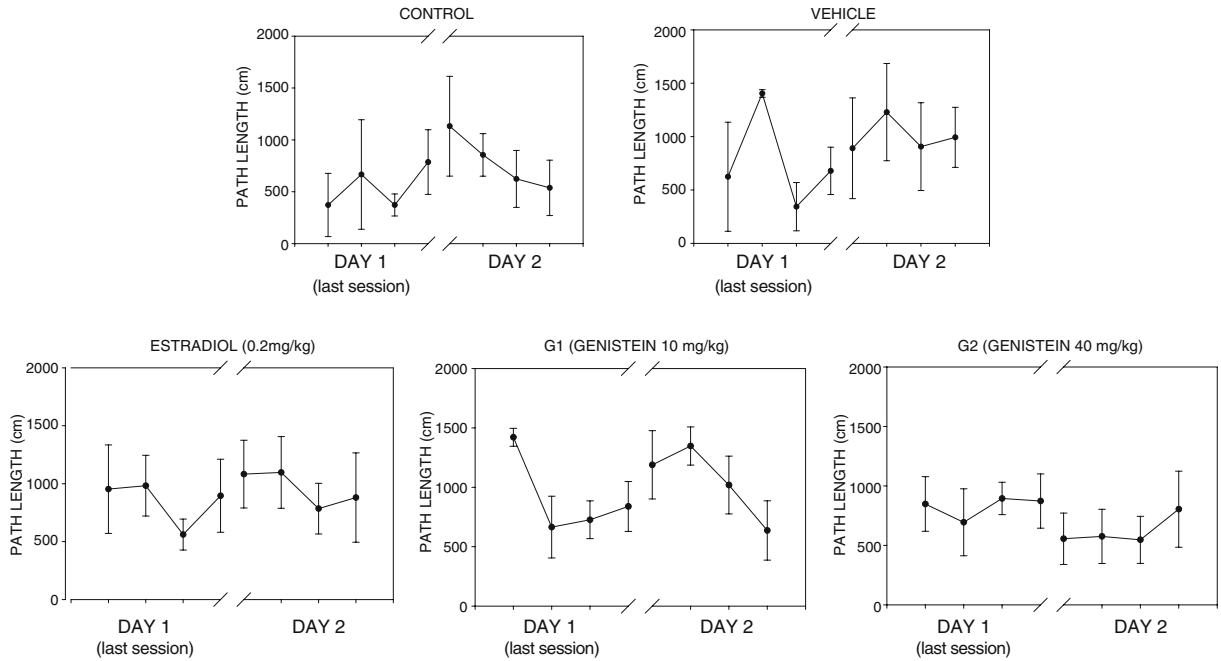 CONTROL
2000
1500
1000
500
0
PATH LENGTH (cm)
DAY 1
(last session)
DAY 2
VEHICLE
2000
1500
1000
500
0
PATH LENGTH (cm)
DAY 1
(last session)
DAY 2
ESTRADIOL (0.2mg/kg)
2000
1500
1000
500
0
PATH LENGTH (cm)
DAY 1
(last session)
DAY 2
G1 (GENISTEIN 10 mg/kg)
2000
1500
1000
500
0
PATH LENGTH (cm)
DAY 1
(last session)
DAY 2
G2 (GENISTEIN 40 mg/kg)
2000
1500
1000
500
0
PATH LENGTH (cm)
DAY 1
(last session)
DAY 2